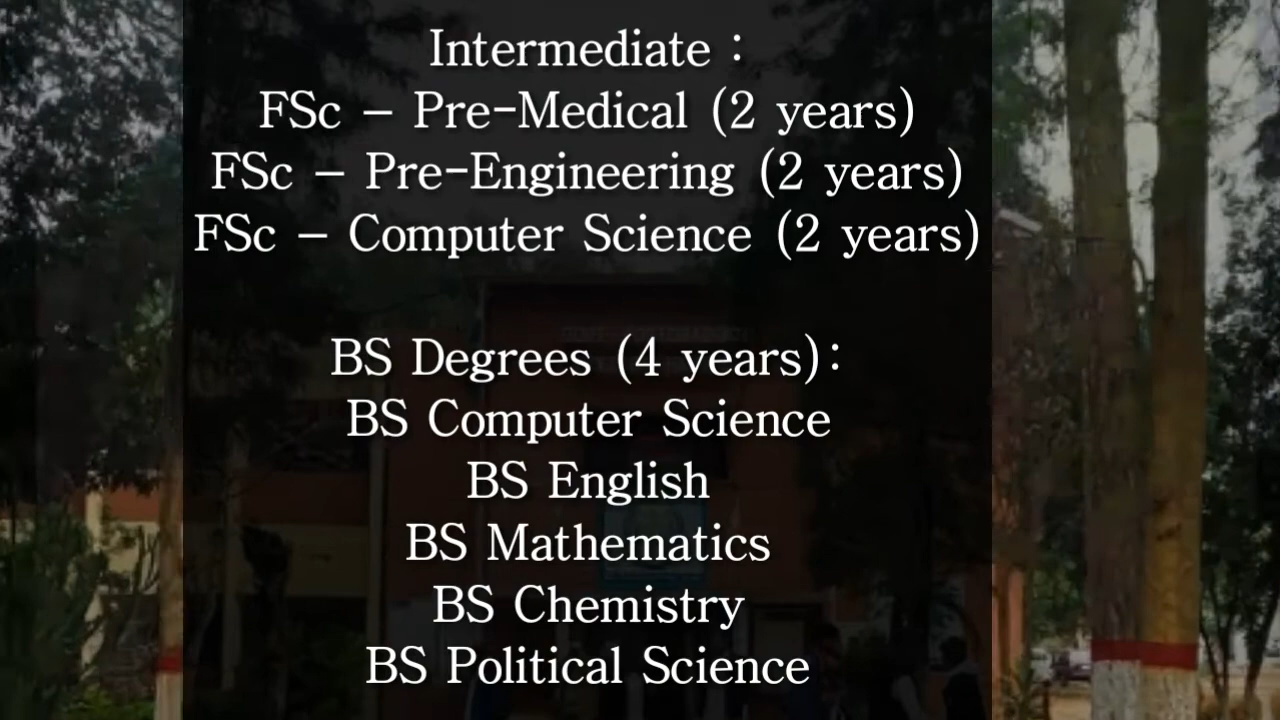 Intermediate :
FSc – Pre-Medical (2 years)
FSc – Pre-Engineering (2 years)
FSc – Computer Science (2 years)
BS Degrees (4 years):
BS Computer Science
BS English
BS Mathematics
BS Chemistry
BS Political Science